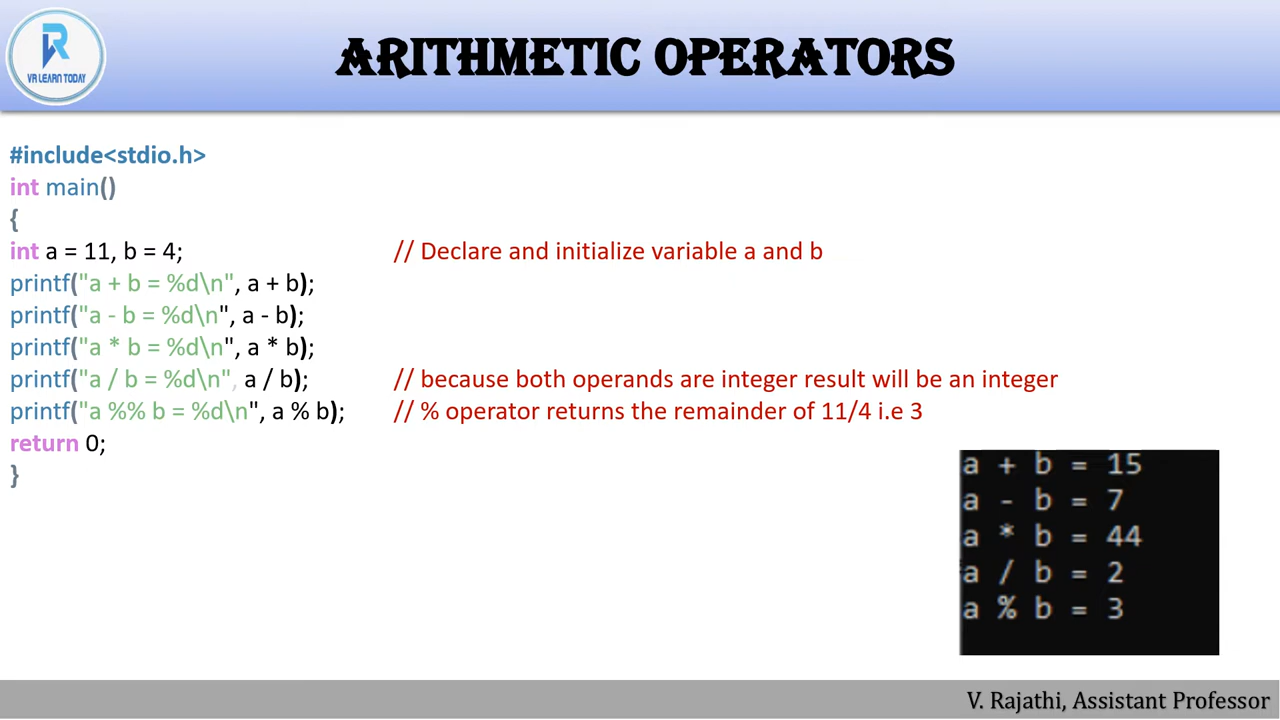 VR LEARN TODAY
ARITHMETIC OPERATORS
#include<stdio.h>
int main()
{
int a = 11, b = 4; // Declare and initialize variable a and b
printf("a + b = %d\n", a + b);
printf("a - b = %d\n", a - b);
printf("a * b = %d\n", a * b);
printf("a / b = %d\n", a / b); // because both operands are integer result will be an integer
printf("a %% b = %d\n", a % b); // % operator returns the remainder of 11/4 i.e 3
return 0;
}
a + b = 15
a - b = 7
a * b = 44
a / b = 2
a % b = 3
V. Rajathi, Assistant Professor